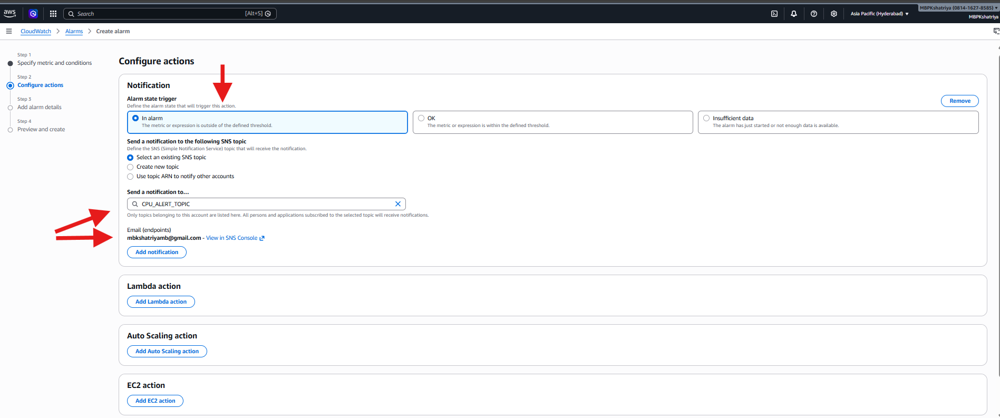 aws
Search
[Alt+S]
Asia Pacific (Hyderabad)
MBPKshatriya (0814-1627-8585)
MBPKshatriya
CloudWatch
Alarms
Create alarm
Step 1
Specify metric and conditions
Step 2
Configure actions
Step 3
Add alarm details
Step 4
Preview and create
Configure actions
Notification
Alarm state trigger
Define the alarm state that will trigger this action.
Remove
In alarm
The metric or expression is outside of the defined threshold.
OK
The metric or expression is within the defined threshold.
Insufficient data
The alarm has just started or not enough data is available.
Send a notification to the following SNS topic
Define the SNS (Simple Notification Service) topic that will receive the notification.
Select an existing SNS topic
Create new topic
Use topic ARN to notify other accounts
Send a notification to…
CPU_ALERT_TOPIC
Only topics belonging to this account are listed here. All persons and applications subscribed to the selected topic will receive notifications.
Email (endpoints)
mbkshatriyamb@gmail.com - View in SNS Console
Add notification
Lambda action
Add Lambda action
Auto Scaling action
Add Auto Scaling action
EC2 action
Add EC2 action